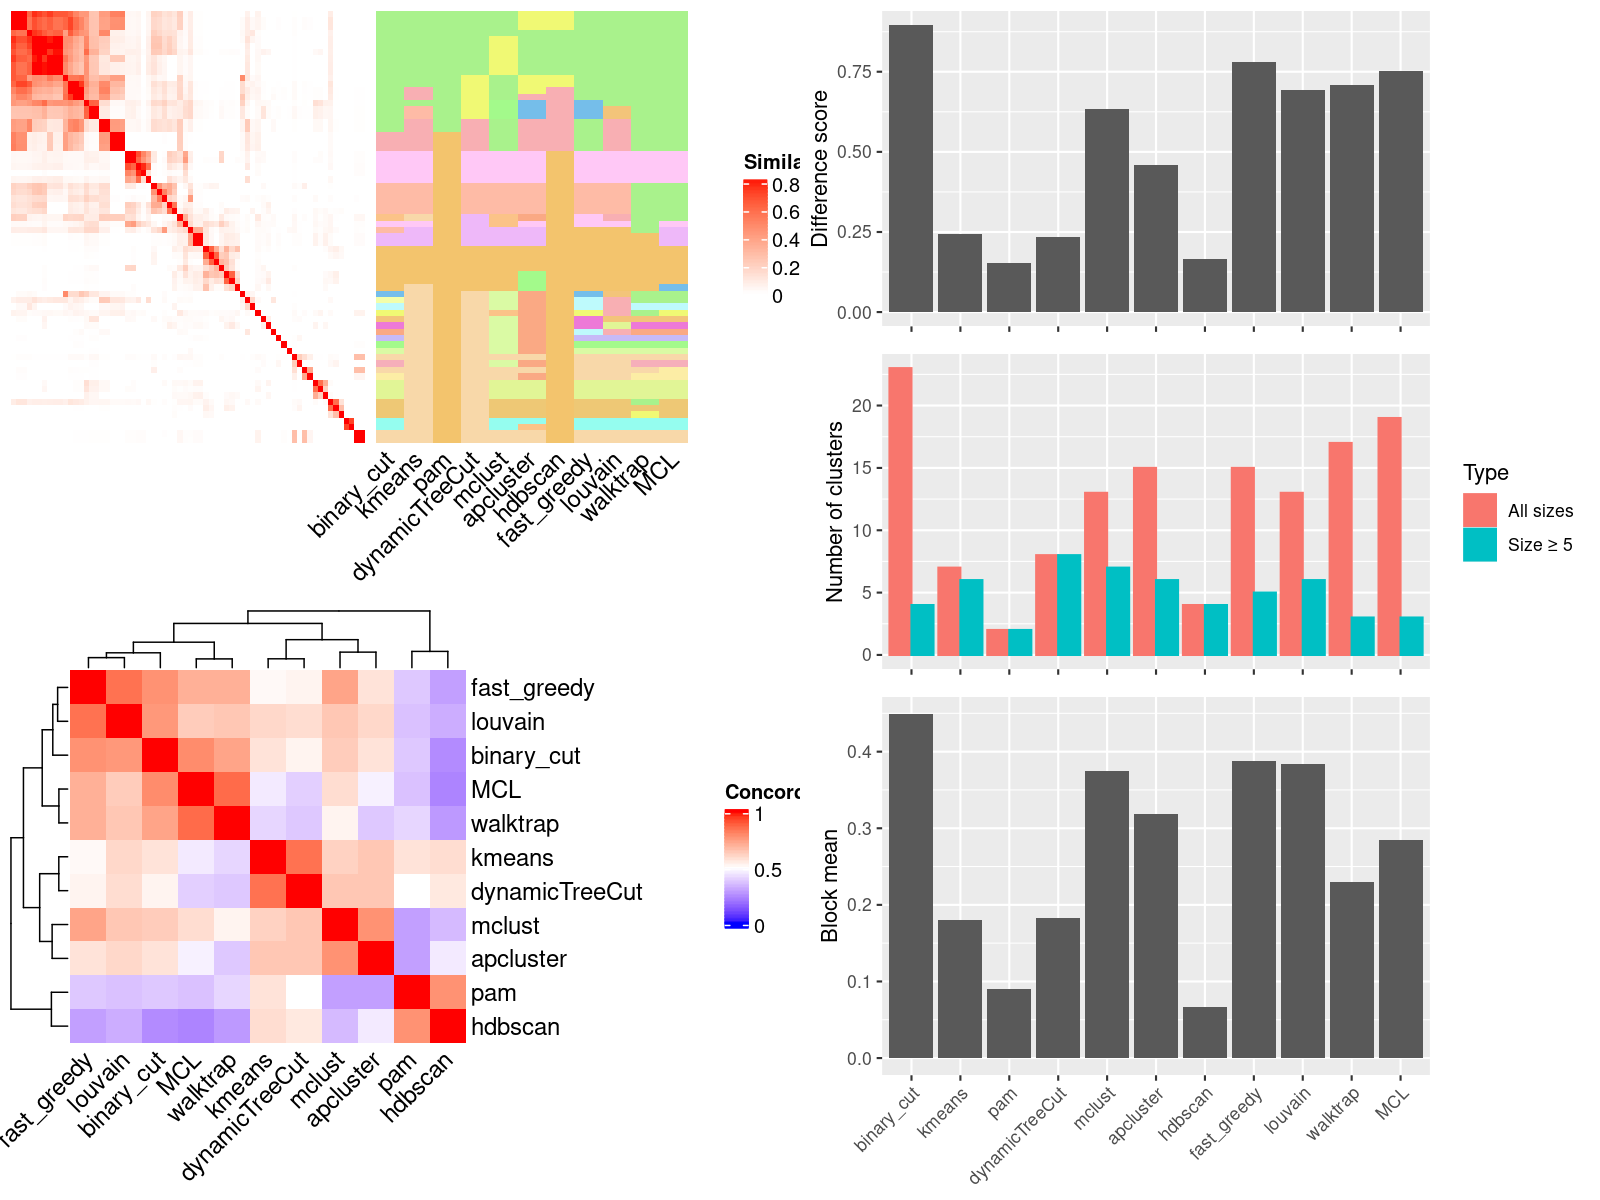 Simila
0.8
0.6
0.4
0.2
0
binary_cut
kmeans
pam
dynamicTreeCut
mclust
apcluster
hdbscan
fast_greedy
louvain
walktrap
MCL
fast_greedy
louvain
binary_cut
MCL
walktrap
kmeans
dynamicTreeCut
mclust
apcluster
pam
hdbscan
fast_greedy
louvain
binary_cut
MCL
walktrap
kmeans
dynamicTreeCut
mclust
apcluster
pam
hdbscan
Concord
1
0.5
0
Difference score
0.75
0.50
0.25
0.00
Number of clusters
20
15
10
5
0
Type
All sizes
Size ≥ 5
Block mean
0.4
0.3
0.2
0.1
0.0
binary_cut
kmeans
pam
dynamicTreeCut
mclust
apcluster
hdbscan
fast_greedy
louvain
walktrap
MCL